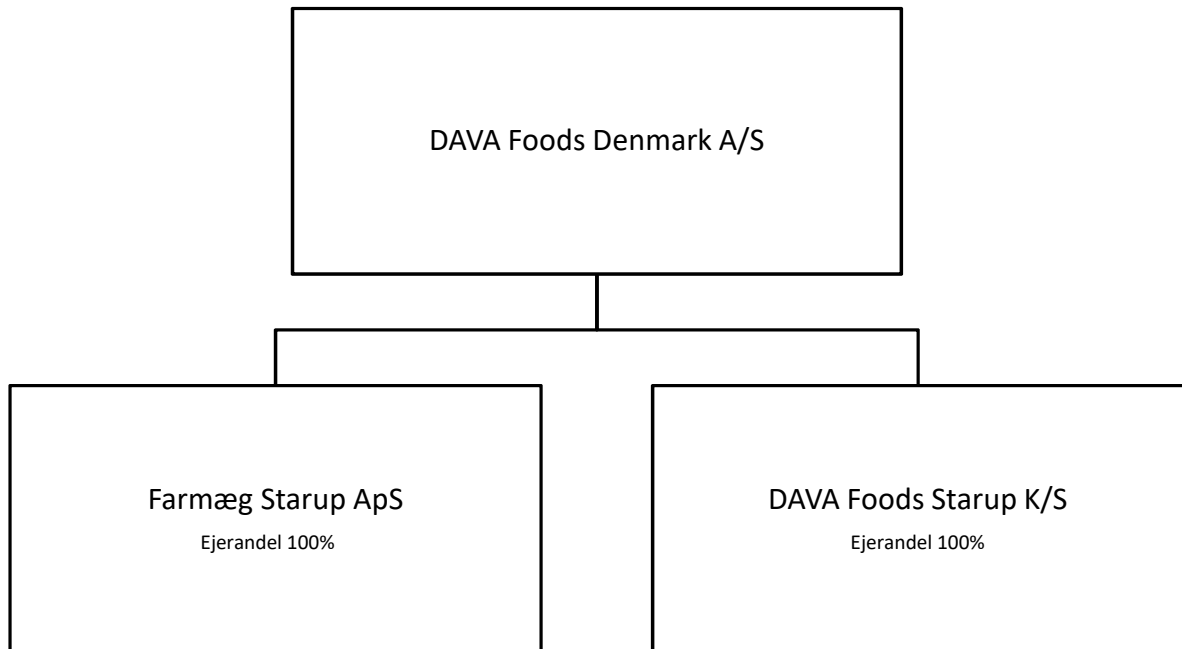 DAVA Foods Denmark A/S
Farmæg Starup ApS
Ejerandel 100%
DAVA Foods Starup K/S
Ejerandel 100%